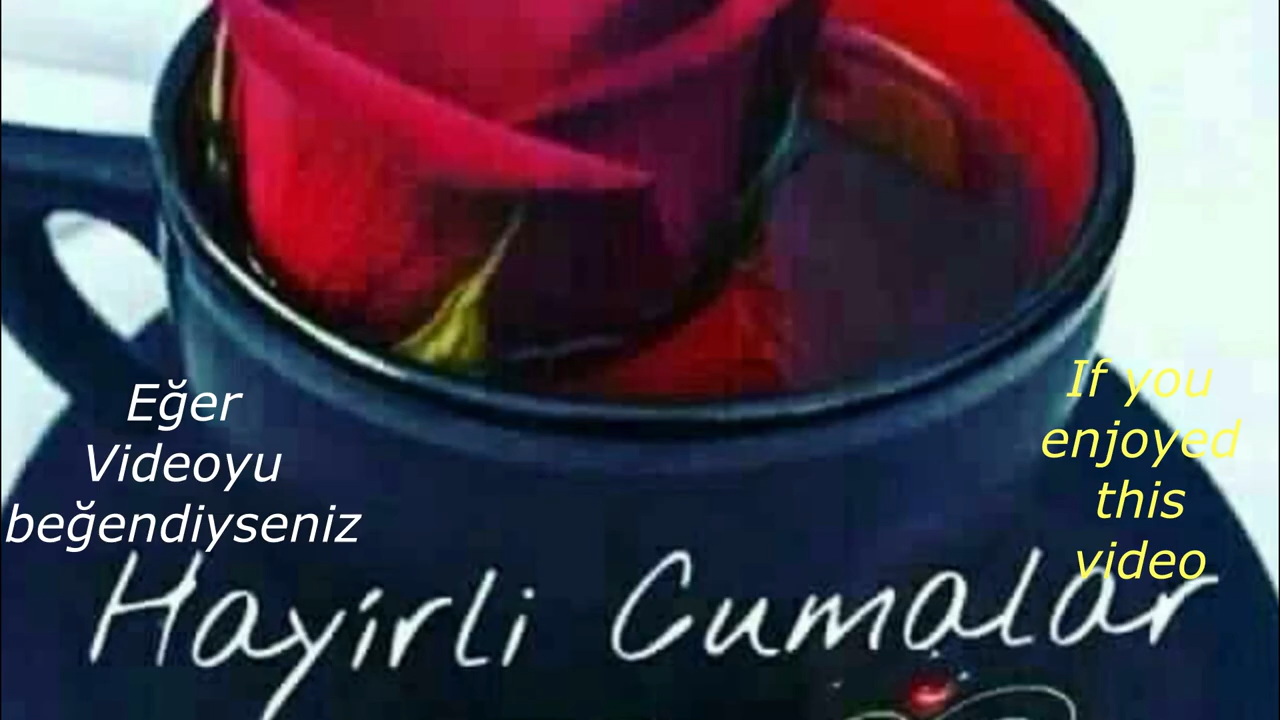 Eğer
Videoyu
beğendiyseniz
If you
enjoyed
this
video
Hayirli Cumalar